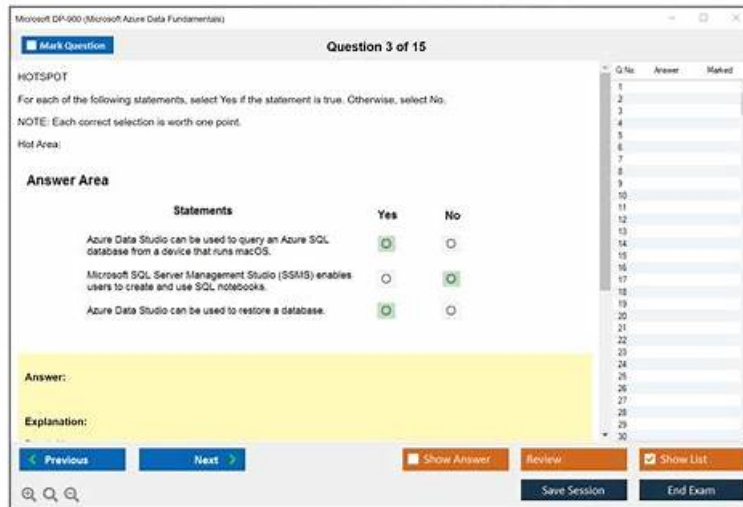 Microsoft DP-900 (Microsoft Azure Data Fundamentals)
Mark Question
Question 3 of 15
HOTSPOT
For each of the following statements, select Yes if the statement is true. Otherwise, select No.
NOTE: Each correct selection is worth one point.
Hot Area:
Answer Area
Statements Yes No
Azure Data Studio can be used to query an Azure SQL
database from a device that runs macOS.
Microsoft SQL Server Management Studio (SSMS) enables
users to create and use SQL notebooks.
Azure Data Studio can be used to restore a database.
Answer:
Explanation:
Q.No Answer Marked
1
2
3
4
5
6
7
8
9
10
11
12
13
14
15
16
17
18
19
20
21
22
23
24
25
26
27
28
29
30
Previous
Next
Show Answer
Review
Show List
Save Session
End Exam